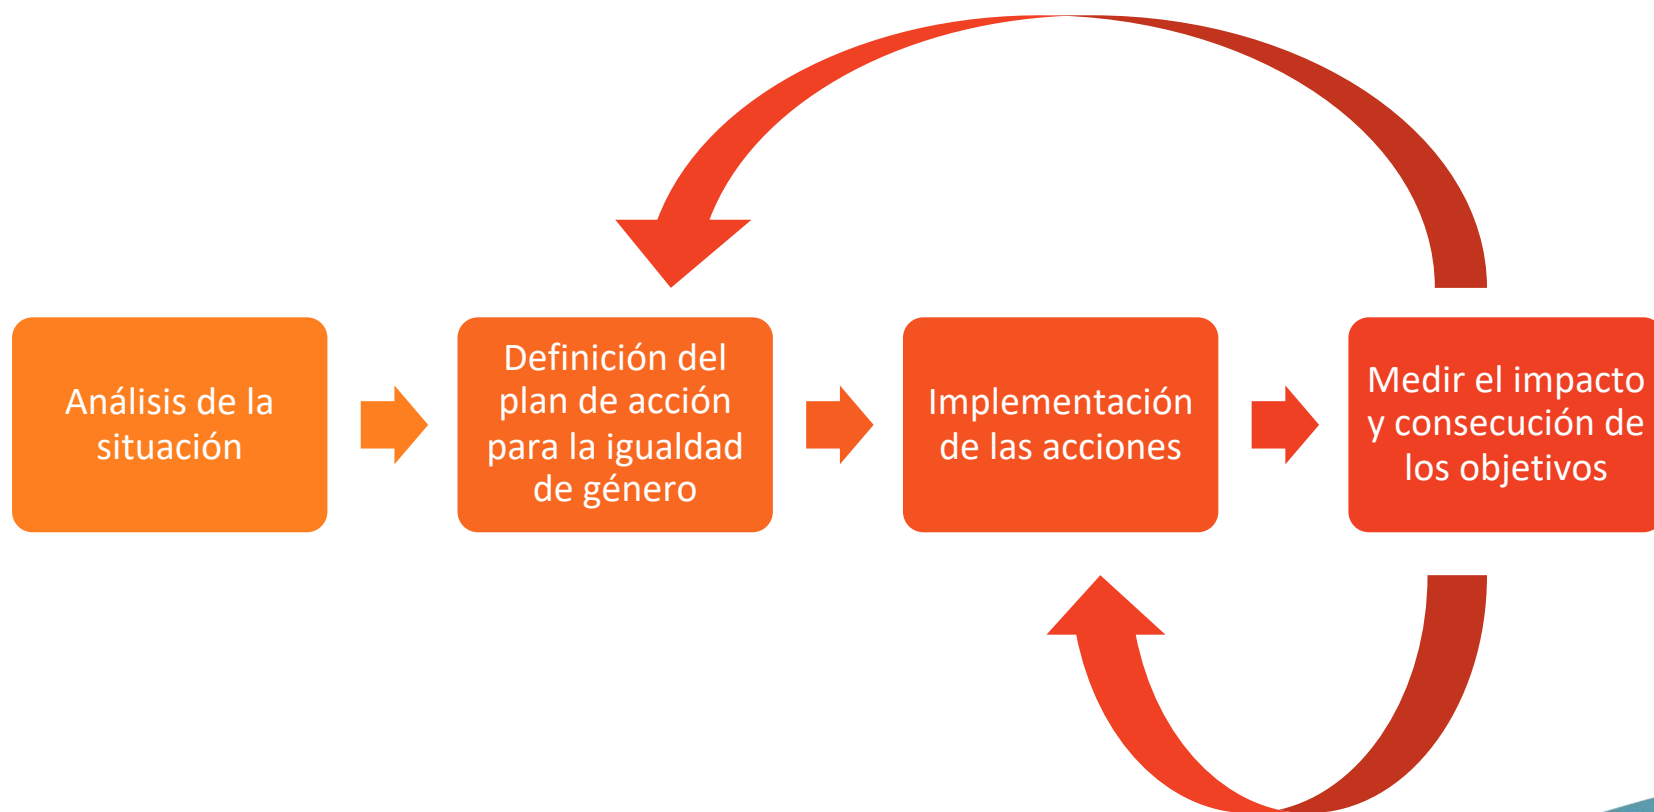 Análisis de la
situación
Definición del
plan de acción
para la igualdad
de género
Implementación
de las acciones
Medir el impacto
y consecución de
los objetivos